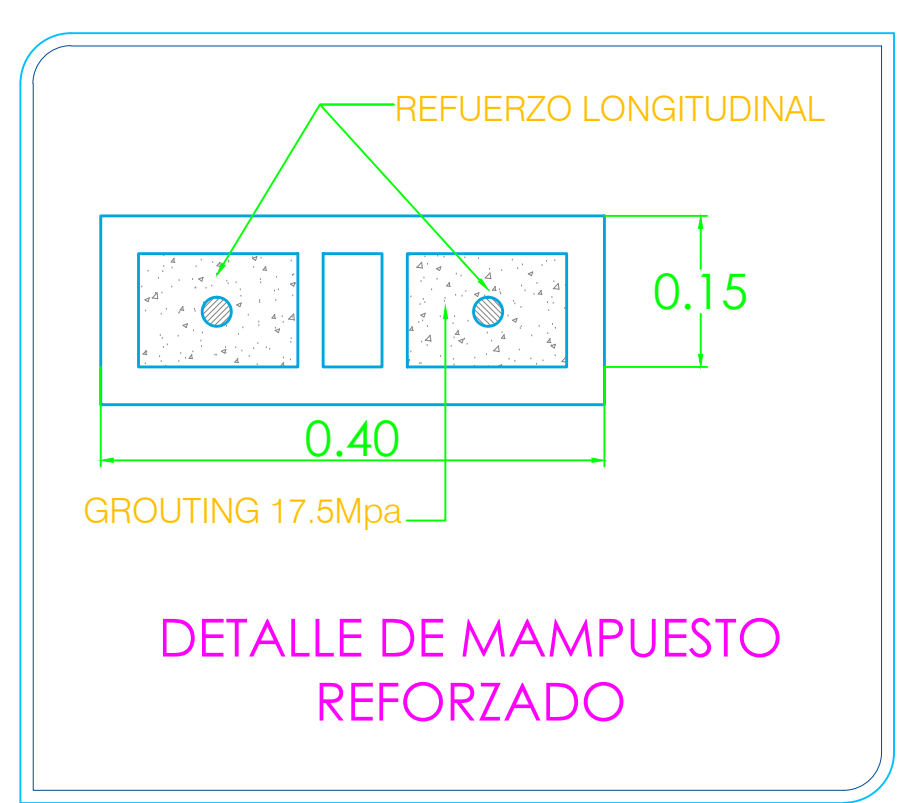 REFUERZO LONGITUDINAL
0.15
0.40
GROUTING 17.5Mpa
DETALLE DE MAMPUESTO
REFORZADO